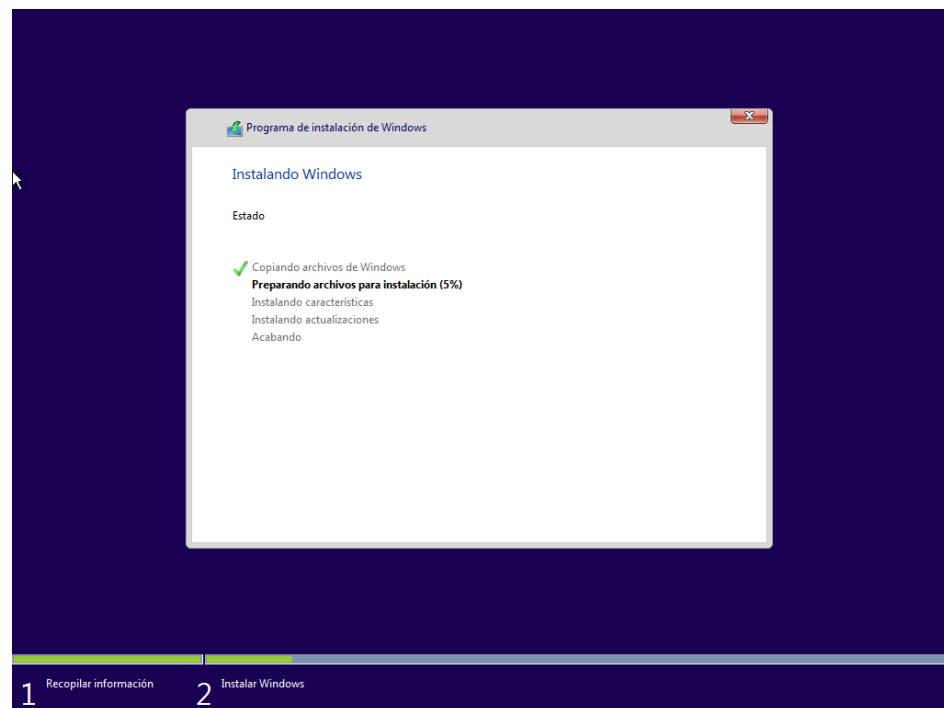 Programa de instalación de Windows
Instalando Windows
Estado
Copiando archivos de Windows
Preparando archivos para instalación (5%)
Instalando características
Instalando actualizaciones
Acabando
1 Recopilar información
2 Instalar Windows